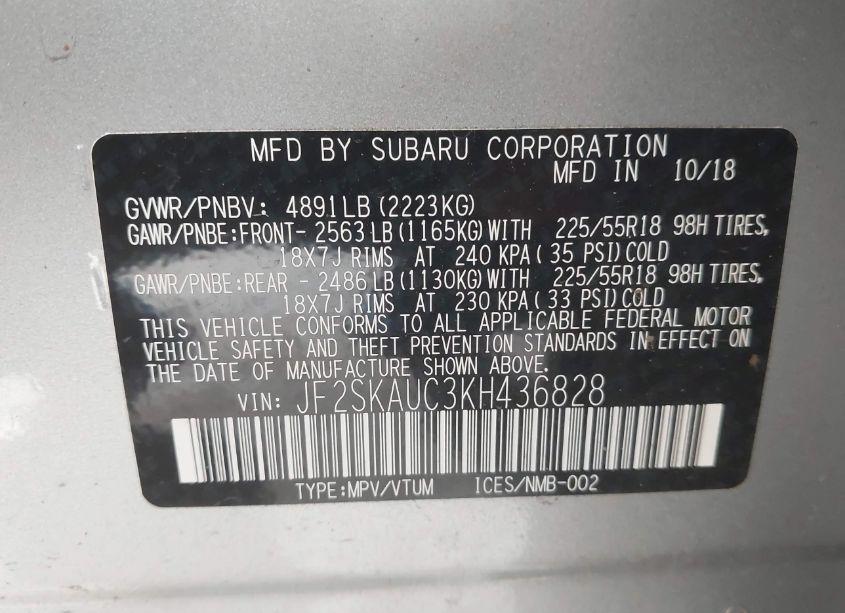 MFD BY SUBARU CORPORATION
MFD IN 10/18
GVWR/PNBV: 4891LB (2223KG)
GAWR/PNBE:FRONT- 2563LB (1165KG)WITH 225/55R18 98H TIRES,
18X7J RIMS AT 240 KPA( 35 PSI)COLD
GAWR/PNBE:REAR - 2486LB (1130KG)WITH 225/55R18 98H TIRES,
18X7J RIMS AT 230 KPA( 33 PSI)COLD
THIS VEHICLE CONFORMS TO ALL APPLICABLE FEDERAL MOTOR
VEHICLE SAFETY AND THEFT PREVENTION STANDARDS IN EFFECT ON
THE DATE OF MANUFACTURE SHOWN ABOVE.
VIN: JF2SKAUC3KH436828
TYPE:MPV/VTUM ICES/NMB-002